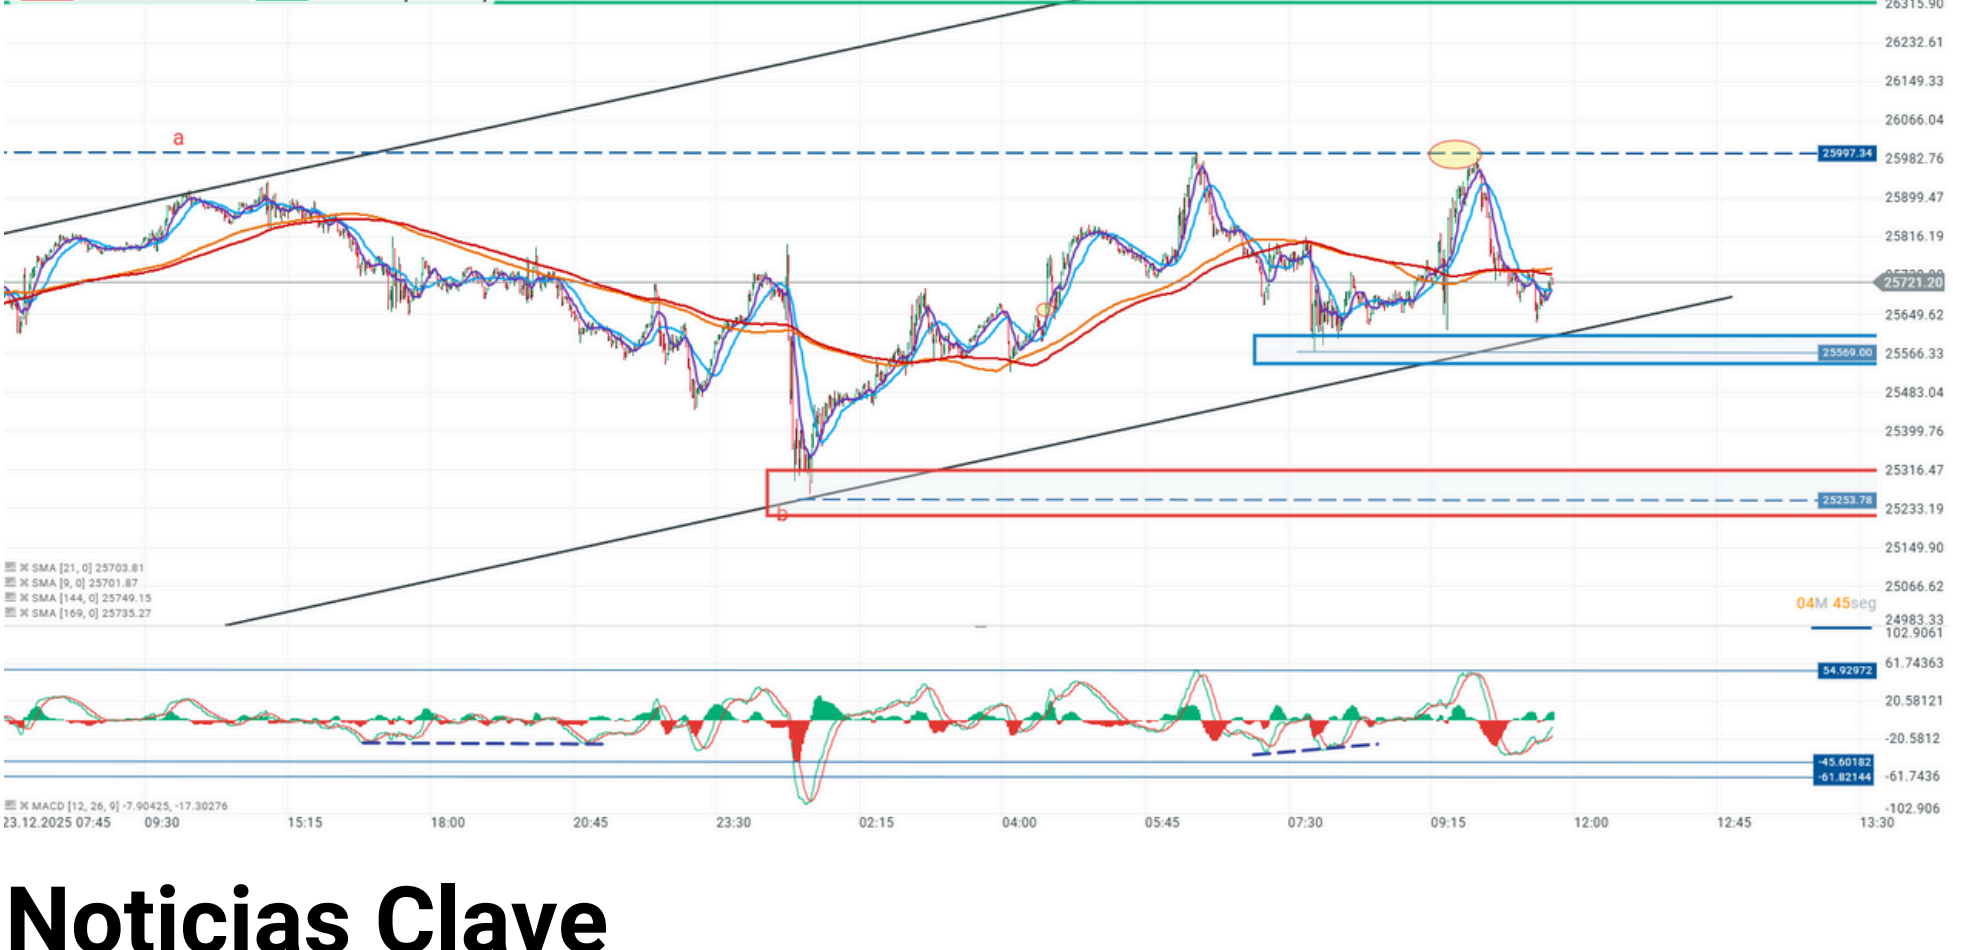 26315.90
26232.61
26149.33
26066.04
a
25997.34
25982.76
25899.47
25816.19
25721.20
25649.62
25569.00
25566.33
25483.04
25399.76
25316.47
25253.78
25233.19
b
25149.90
25066.62
24983.33
SMA [21, 0] 25703.81
SMA [9, 0] 25701.87
SMA [144, 0] 25749.15
SMA [169, 0] 25735.27
04M 45seg
102.9061
61.74363
54.92972
20.58121
-20.5812
-45.60182
-61.7436
-61.82144
-102.906
MACD [12, 26, 9] -7.90425, -17.30276
23.12.2025 07:45 09:30 15:15 18:00 20:45 23:30 02:15 04:00 05:45 07:30 09:15 12:00 12:45 13:30
Noticias Clave